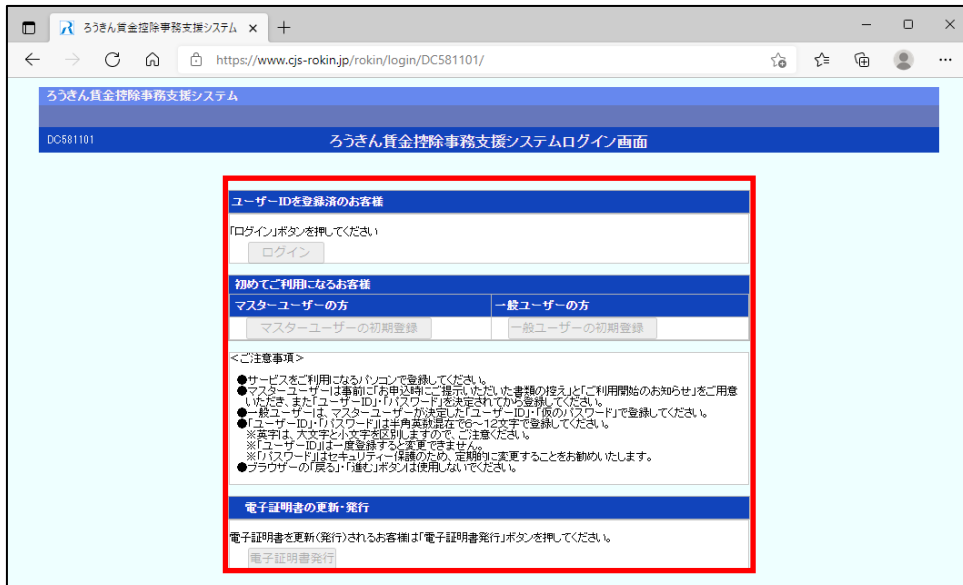 ろうきん賃金控除事務支援システム
https://www.cjs-rokin.jp/rokin/login/DC581101/
ろうきん賃金控除事務支援システム
DC581101 ろうきん賃金控除事務支援システムログイン画面
ユーザーIDを登録済のお客様
「ログイン」ボタンを押してください
ログイン
初めてご利用になるお客様
マスターユーザーの方 一般ユーザーの方
マスターユーザーの初期登録 一般ユーザーの初期登録
<ご注意事項>
●サービスをご利用になるパソコンで登録してください。
●マスターユーザーは事前に「お申込時にご提示いただいた書類の控え」と「ご利用開始のお知らせ」をご用意
いただき、また「ユーザーID」・「パスワード」を決定されてから登録してください。
●一般ユーザーは、マスターユーザーが決定した「ユーザーID」・「仮のパスワード」で登録してください。
●「ユーザーID」・「パスワード」は半角英数混在で6～12文字で登録してください。
※英字は、大文字と小文字を区別しますので、ご注意ください。
※「ユーザーID」は一度登録すると変更できません。
※「パスワード」はセキュリティー保護のため、定期的に変更することをお勧めいたします。
●ブラウザーの「戻る」・「進む」ボタンは使用しないでください。
電子証明書の更新・発行
電子証明書を更新(発行)されるお客様は「電子証明書発行」ボタンを押してください。
電子証明書発行